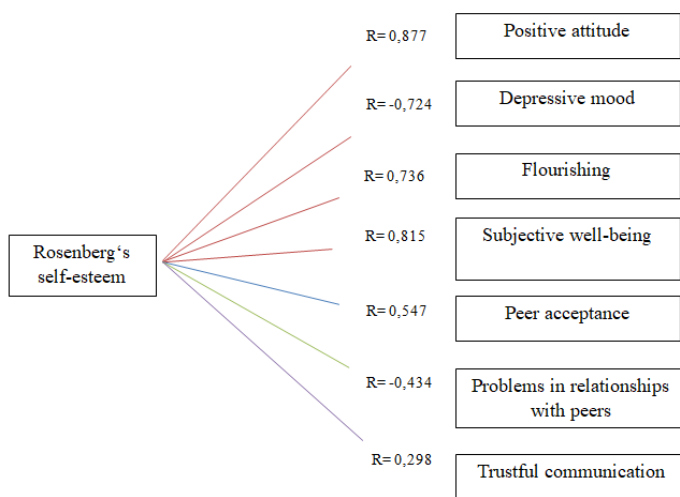 R= 0,877
Positive attitude
R= -0,724
Depressive mood
R= 0,736
Flourishing
R= 0,815
Subjective well-being
Rosenberg‘s
self-esteem
R= 0,547
Peer acceptance
R= -0,434
Problems in relationships
with peers
R= 0,298
Trustful communication